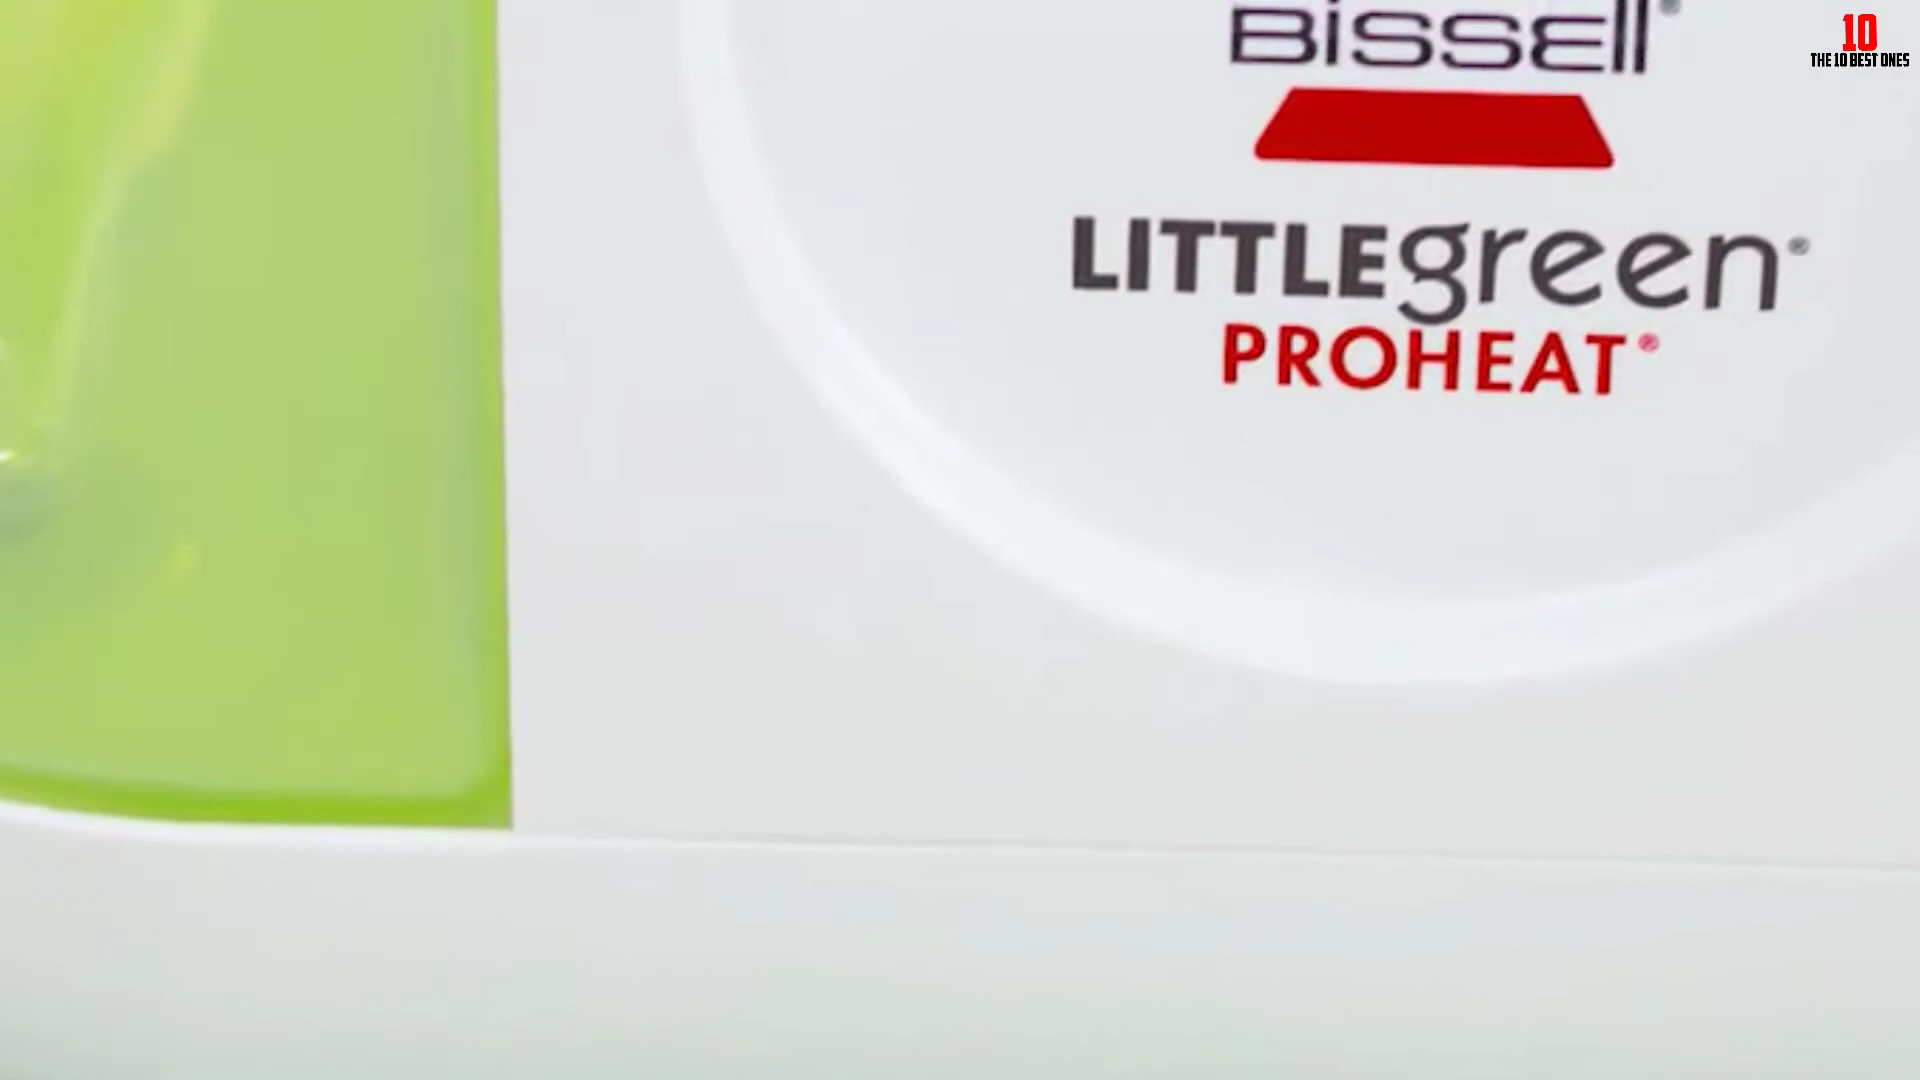 BISSELL®
LITTLEgreen®
PROHEAT®
10
THE 10 BEST ONES